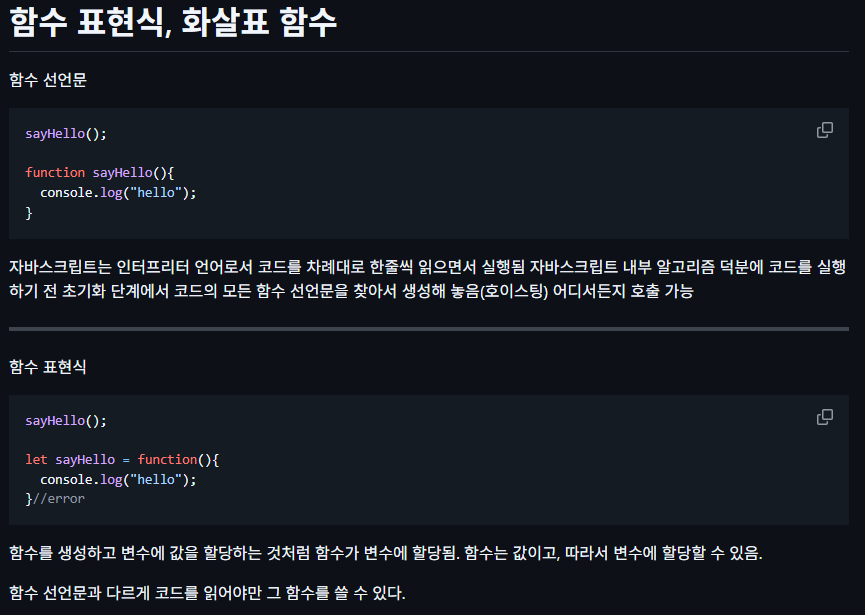 함수 표현식, 화살표 함수
함수 선언문
sayHello();
function sayHello(){
  console.log("hello");
}
자바스크립트는 인터프리터 언어로서 코드를 차례대로 한줄씩 읽으면서 실행됨 자바스크립트 내부 알고리즘 덕분에 코드를 실행
하기 전 초기화 단계에서 코드의 모든 함수 선언문을 찾아서 생성해 놓음(호이스팅) 어디서든지 호출 가능
함수 표현식
sayHello();
let sayHello = function(){
  console.log("hello");
}//error
함수를 생성하고 변수에 값을 할당하는 것처럼 함수가 변수에 할당됨. 함수는 값이고, 따라서 변수에 할당할 수 있음.
함수 선언문과 다르게 코드를 읽어야만 그 함수를 쓸 수 있다.